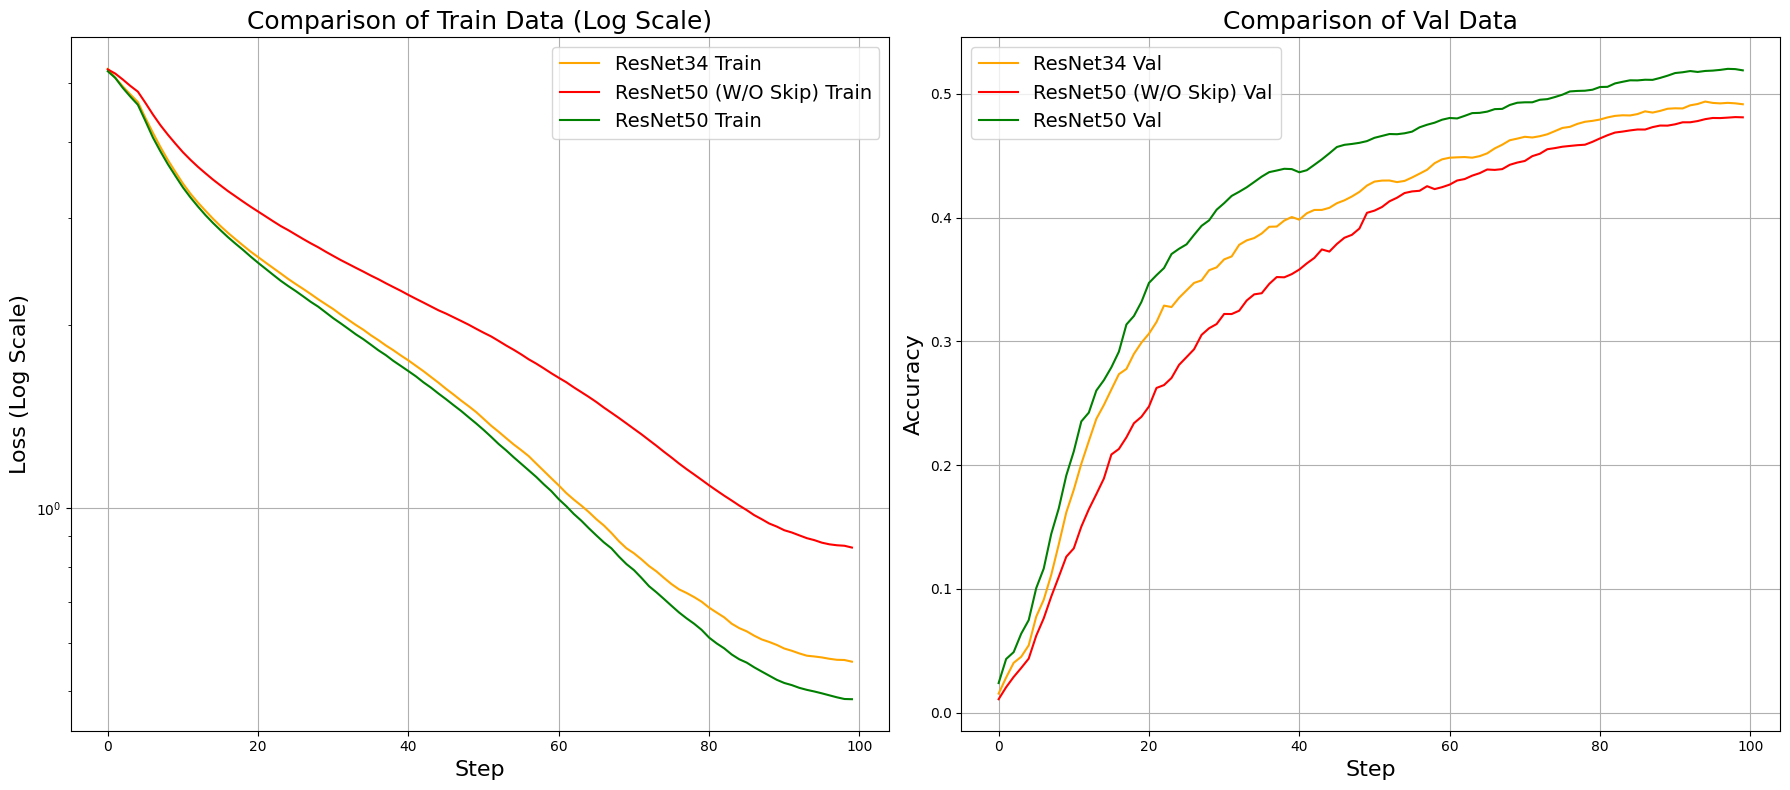 Comparison of Train Data (Log Scale)
ResNet34 Train
ResNet50 (W/O Skip) Train
ResNet50 Train
Loss (Log Scale)
10⁰
0 20 40 60 80 100
Step
Comparison of Val Data
ResNet34 Val
ResNet50 (W/O Skip) Val
ResNet50 Val
Accuracy
0.5
0.4
0.3
0.2
0.1
0.0
0 20 40 60 80 100
Step